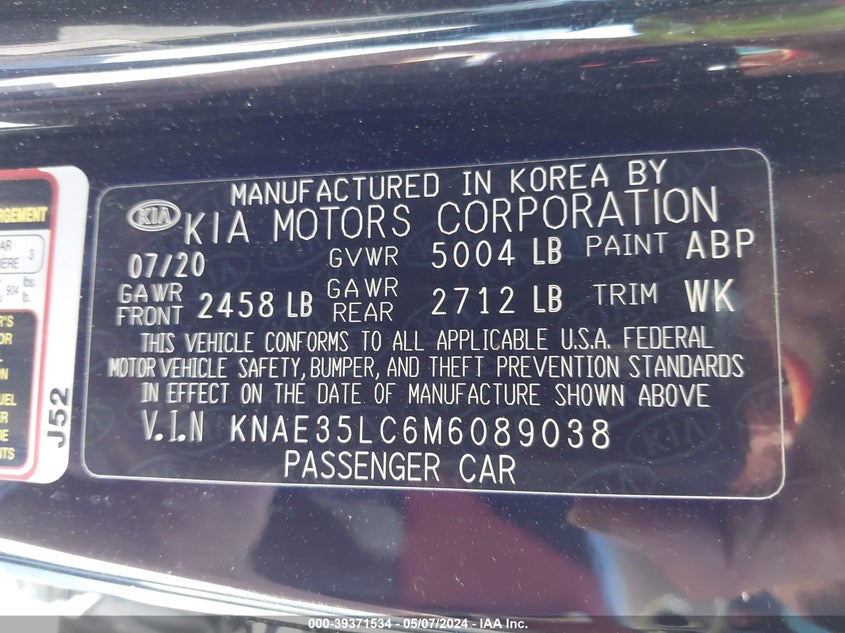 MANUFACTURED IN KOREA BY
KIA KIA MOTORS CORPORATION
07/20 GVWR 5004 LB PAINT ABP
GAWR FRONT 2458 LB GAWR REAR 2712 LB TRIM WK
THIS VEHICLE CONFORMS TO ALL APPLICABLE U.S.A. FEDERAL
MOTOR VEHICLE SAFETY, BUMPER, AND THEFT PREVENTION STANDARDS
IN EFFECT ON THE DATE OF MANUFACTURE SHOWN ABOVE
V.I.N KNAE35LC6M6089038
PASSENGER CAR
J52
000-39371534 - 05/07/2024 - IAAI, Inc.